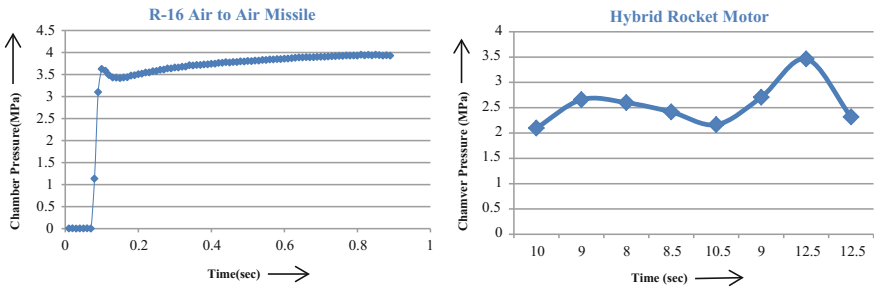 R-16 Air to Air Missile
Chamber Pressure(MPa)
4.5
4
3.5
3
2.5
2
1.5
1
0.5
0
0 0.2 0.4 0.6 0.8 1
Time(sec)
Hybrid Rocket Motor
Chamver Pressure (MPa)
4
3.5
3
2.5
2
1.5
1
0.5
0
10 9 8 8.5 10.5 9 12.5 12.5
Time (sec)